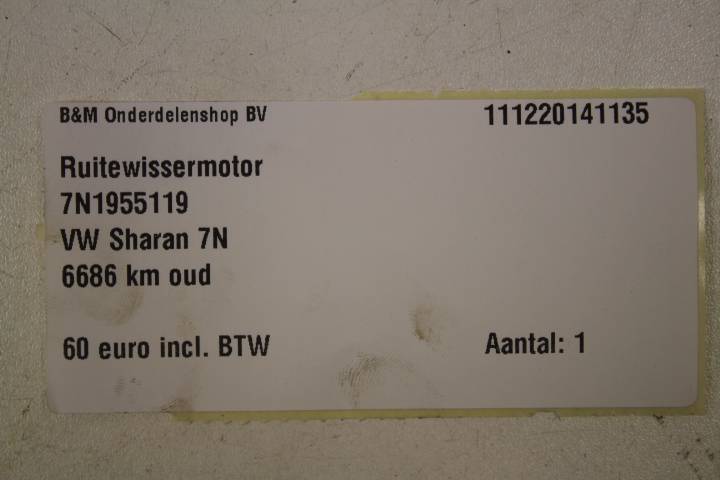 B&M Onderdelenshop BV 111220141135
Ruitewissermotor
7N1955119
VW Sharan 7N
6686 km oud
60 euro incl. BTW Aantal: 1